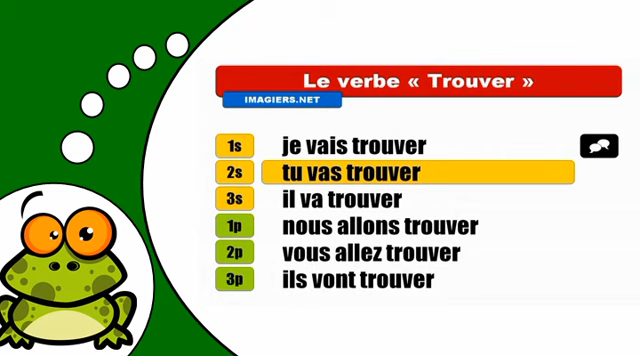 Le verbe « Trouver »
IMAGIERS.NET
1s je vais trouver
2s tu vas trouver
3s il va trouver
1p nous allons trouver
2p vous allez trouver
3p ils vont trouver